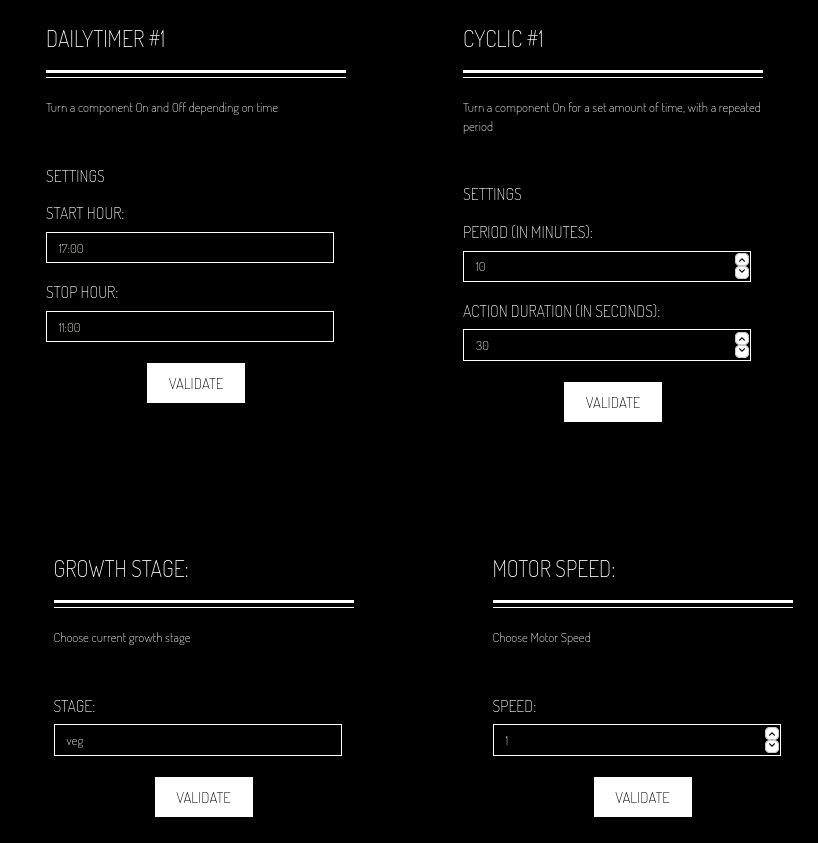 DAILYTIMER #1
Turn a component On and Off depending on time
SETTINGS
START HOUR:
17:00
STOP HOUR:
11:00
VALIDATE
CYCLIC #1
Turn a component On for a set amount of time, with a repeated
period
SETTINGS
PERIOD (IN MINUTES):
10
ACTION DURATION (IN SECONDS):
30
VALIDATE
GROWTH STAGE:
Choose current growth stage
STAGE:
veg
VALIDATE
MOTOR SPEED:
Choose Motor Speed
SPEED:
1
VALIDATE